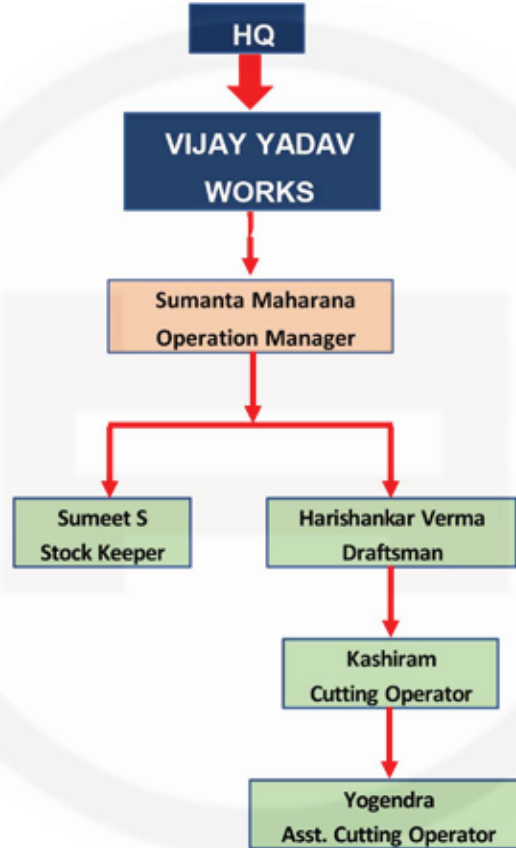 HQ
VIJAY YADAV
WORKS
Sumanta Maharana
Operation Manager
Sumeet S
Stock Keeper
Harishankar Verma
Draftsman
Kashiram
Cutting Operator
Yogendra
Asst. Cutting Operator